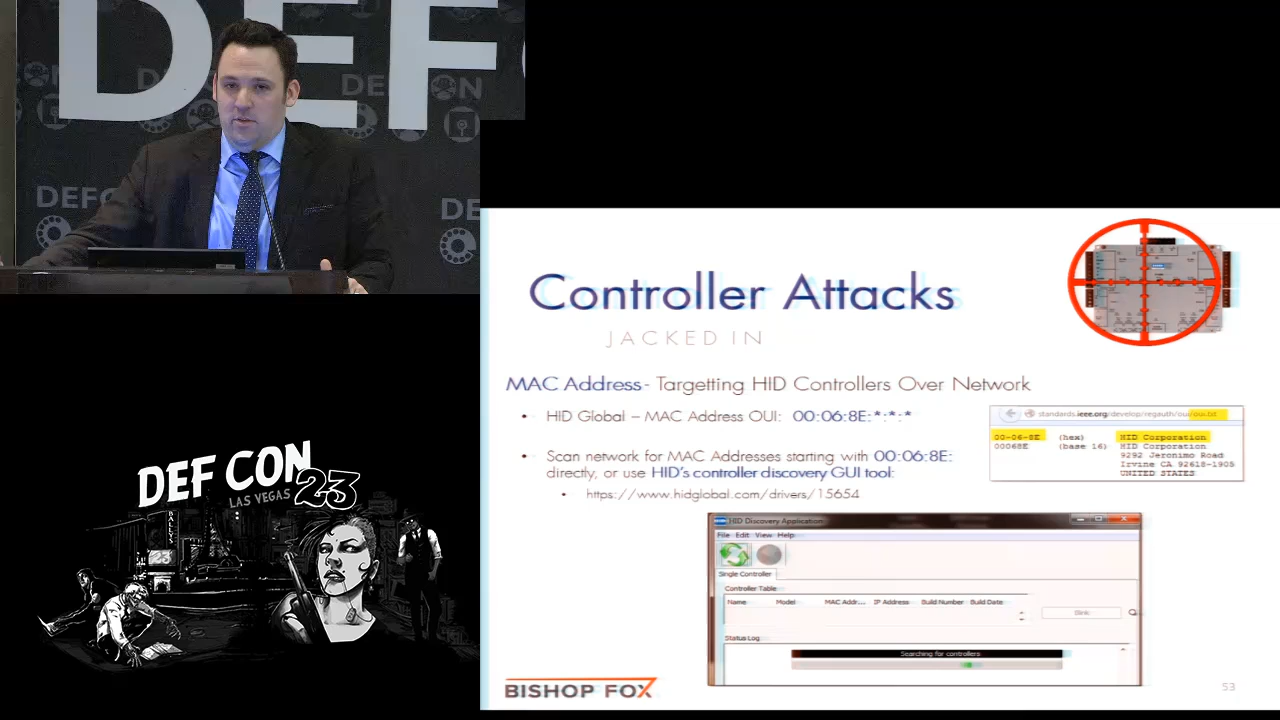 DEF
DEFCON
DEF
Controller Attacks
JACKED IN
MAC Address - Targetting HID Controllers Over Network
• HID Global – MAC Address OUI: 00:06:8E:*:*:*
• Scan network for MAC Addresses starting with 00:06:8E:
directly, or use HID's controller discovery GUI tool:
• https://www.hidglobal.com/drivers/15654
standards.ieee.org/develop/regauth/oui/oui.txt
00-06-8E (hex) HID Corporation
00068E (base 16) HID Corporation
9292 Jeronimo Road
Irvine CA 92618-1905
UNITED STATES
HID Discovery Application
File Edit View Help
Single Controller
Controller Table
Name Model MAC Addr... IP Address Build Number Build Date
Blink
Status Log
Searching for controllers
BISHOP FOX
53
DEF CON
LAS VEGAS 23
BALLY'S